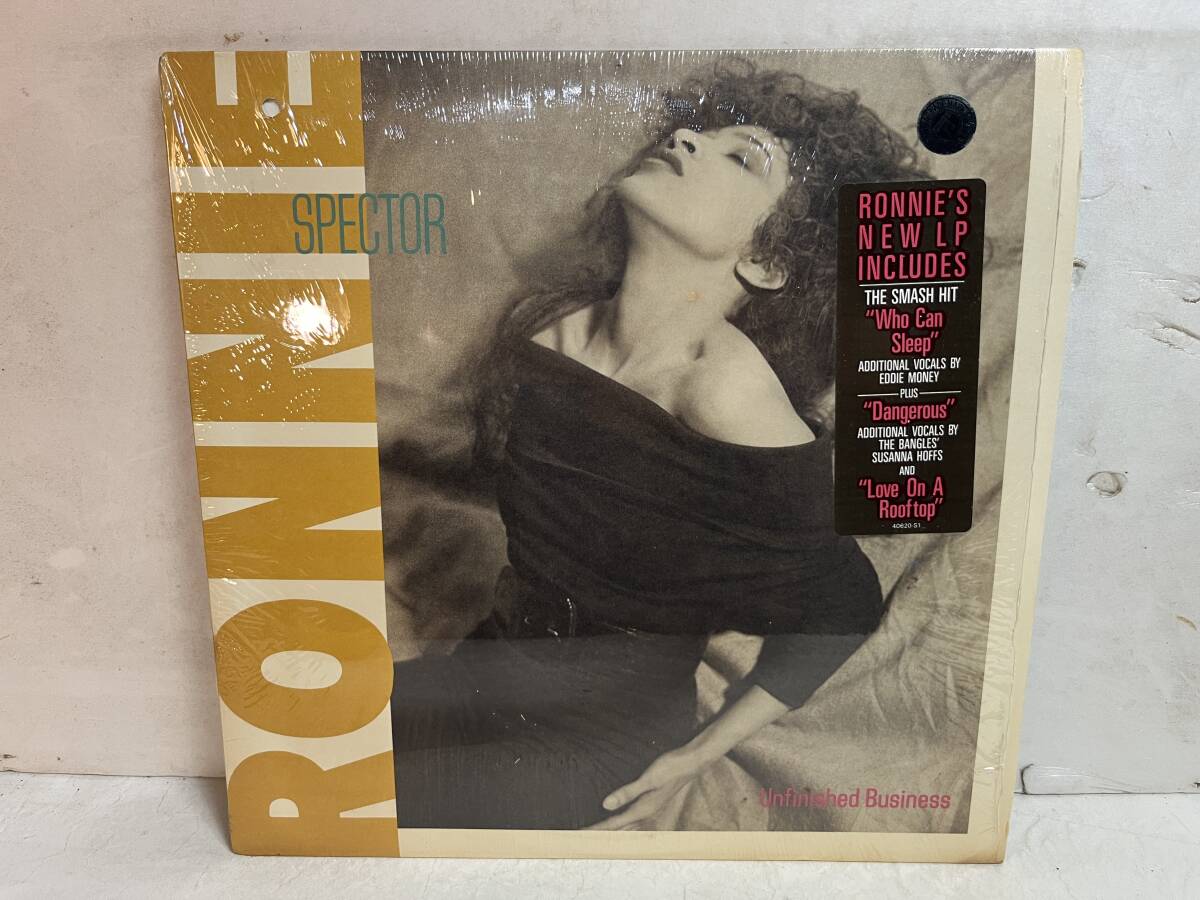 RONNIE
SPECTOR
RONNIE'S
NEW LP
INCLUDES
THE SMASH HIT
"Who Can
Sleep"
ADDITIONAL VOCALS BY
EDDIE MONEY
PLUS
"Dangerous"
ADDITIONAL VOCALS BY
THE BANGLES'
SUSANNA HOFFS
AND
"Love On A
Rooftop"
40620-S1
Unfinished Business